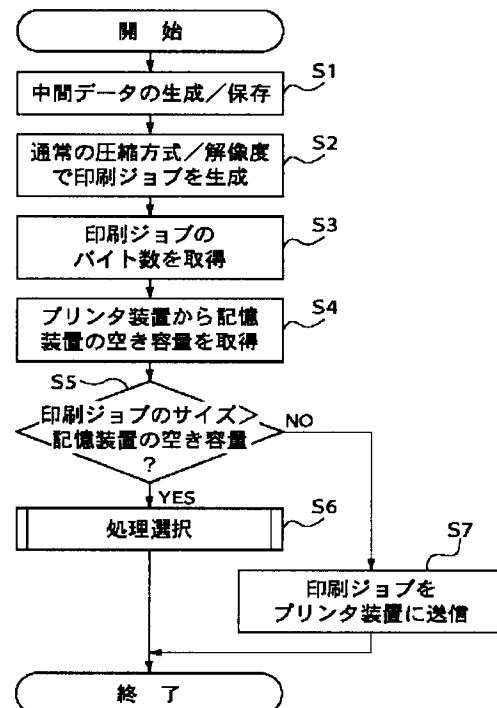 開 始
S1
中間データの生成/保存
S2
通常の圧縮方式/解像度
で印刷ジョブを生成
S3
印刷ジョブの
バイト数を取得
S4
プリンタ装置から記憶
装置の空き容量を取得
S5
印刷ジョブのサイズ>
記憶装置の空き容量
?
NO
YES
S6
処理選択
S7
印刷ジョブを
プリンタ装置に送信
終 了